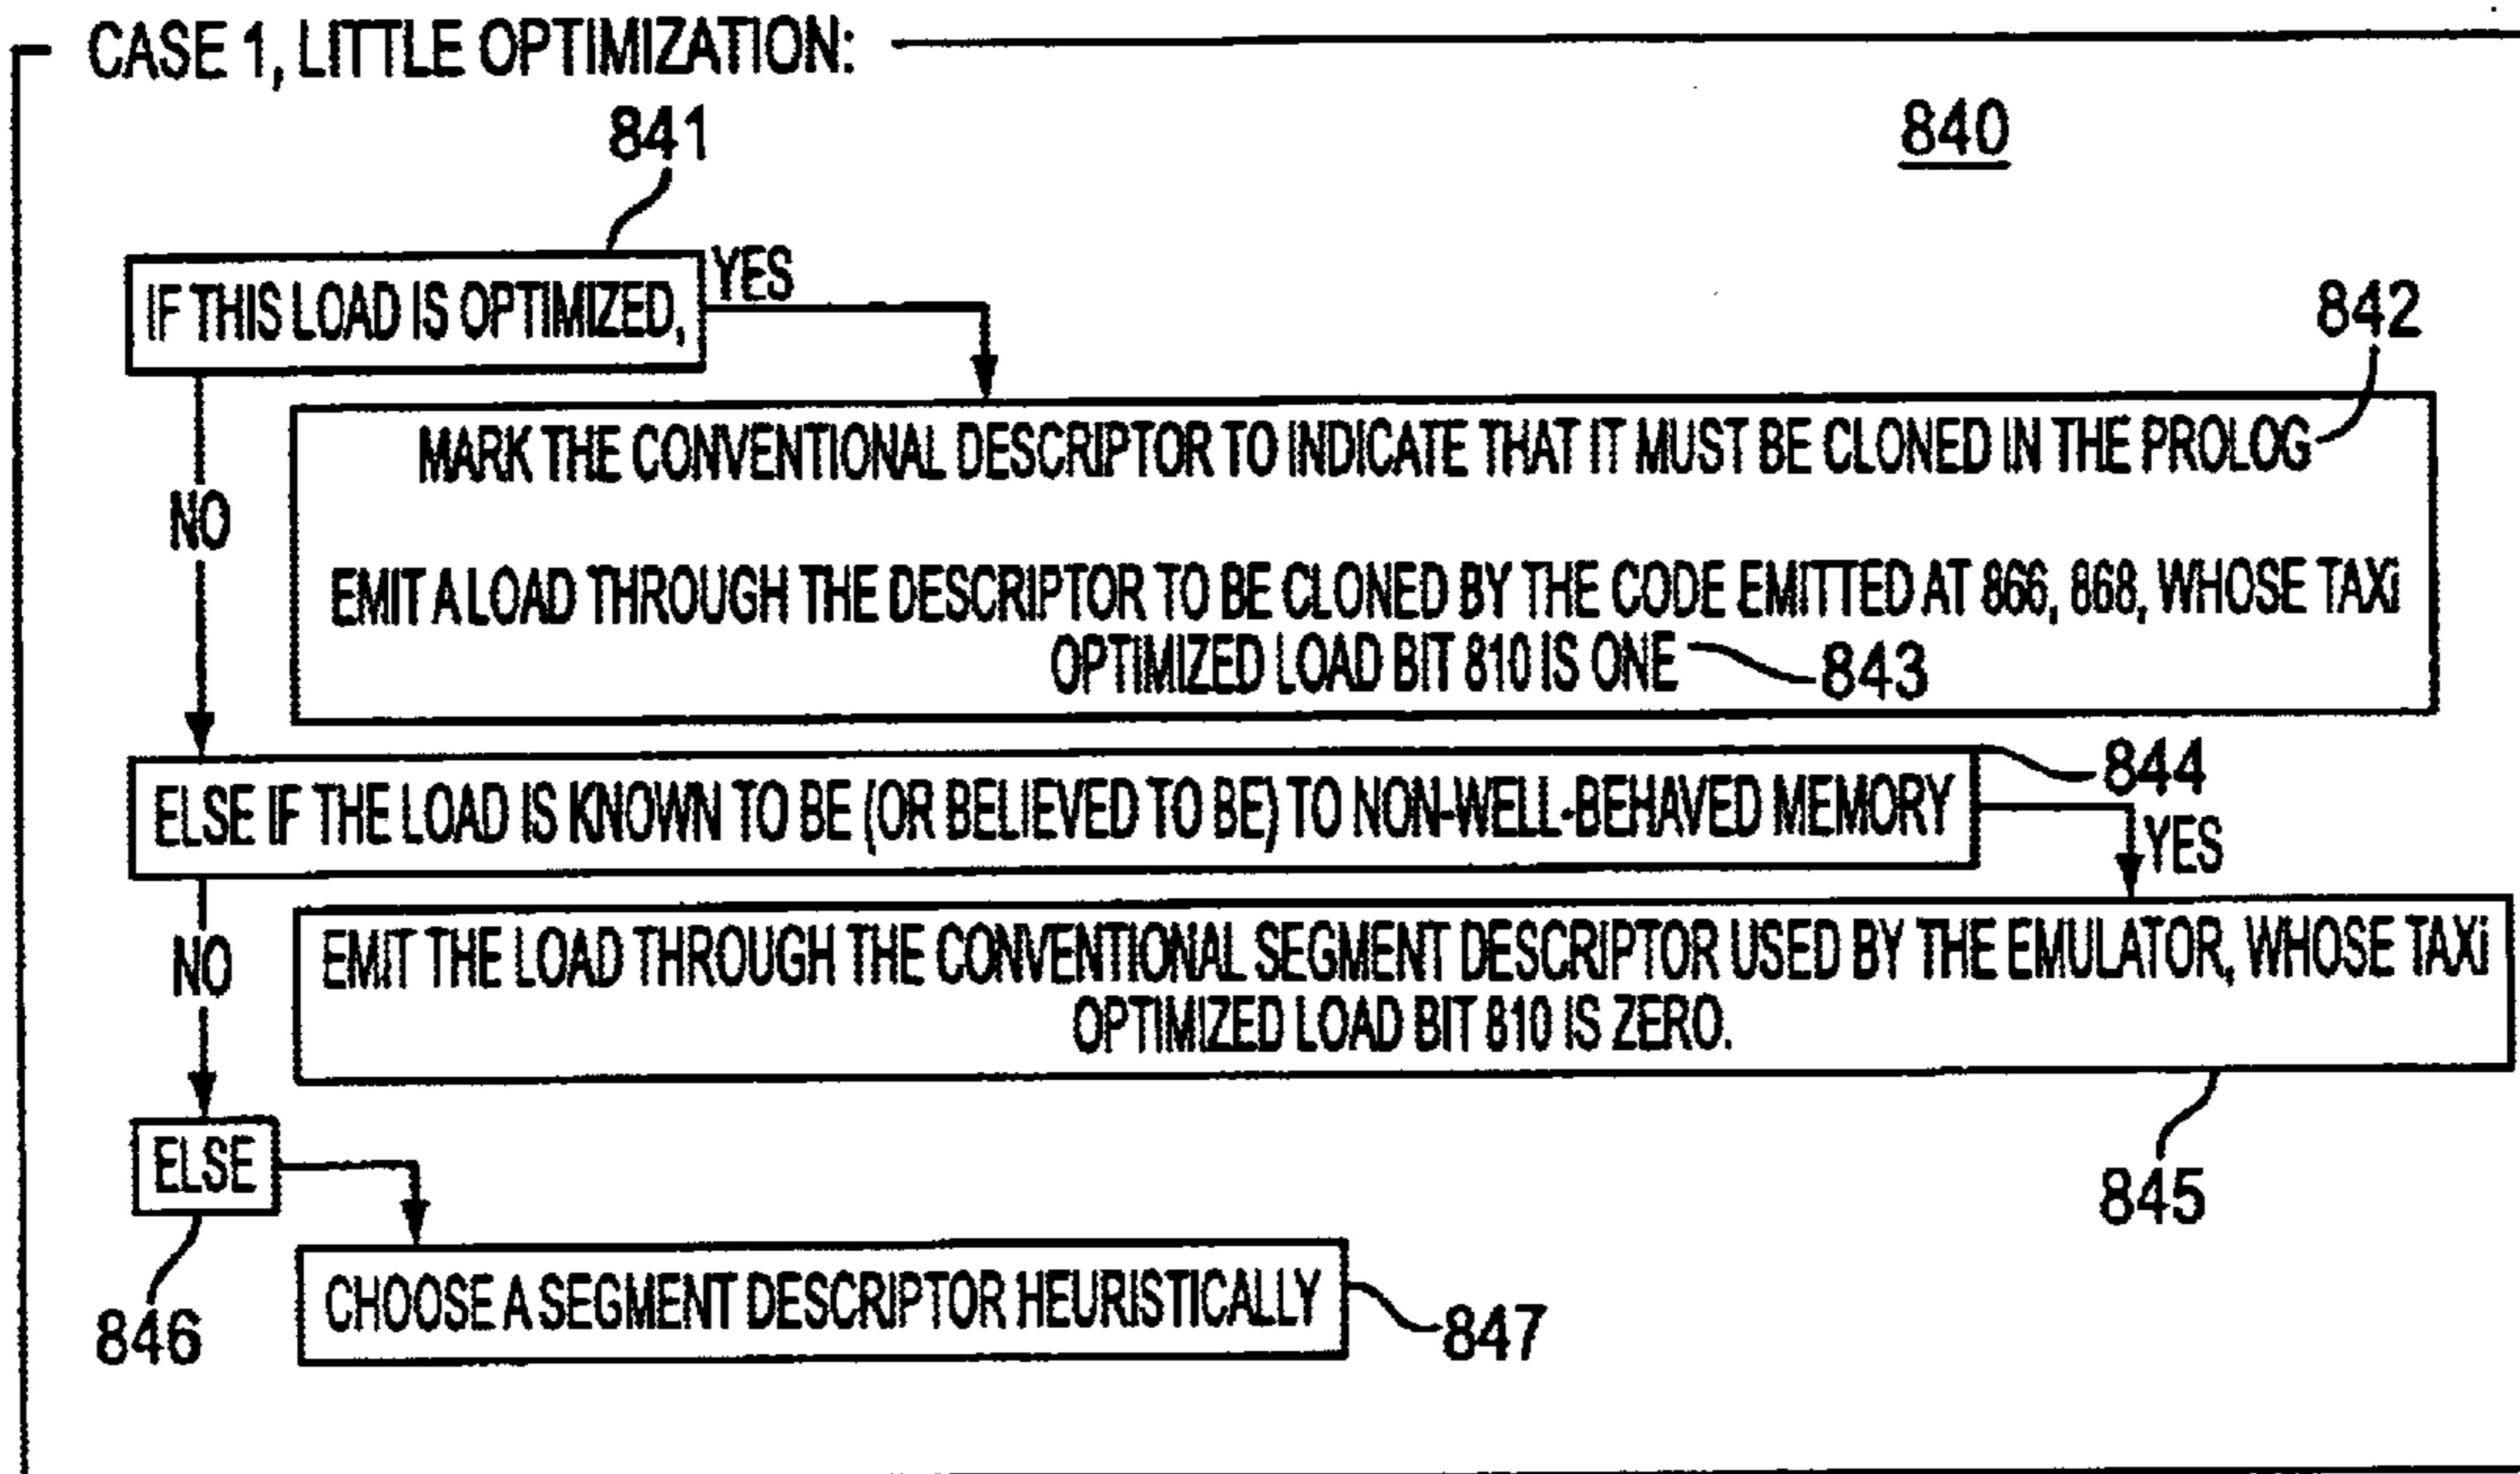 CASE 1, LITTLE OPTIMIZATION:
840
841
IF THIS LOAD IS OPTIMIZED,
YES
842
MARK THE CONVENTIONAL DESCRIPTOR TO INDICATE THAT IT MUST BE CLONED IN THE PROLOG
NO
EMIT A LOAD THROUGH THE DESCRIPTOR TO BE CLONED BY THE CODE EMITTED AT 866, 868, WHOSE TAXi
OPTIMIZED LOAD BIT 810 IS ONE
843
844
ELSE IF THE LOAD IS KNOWN TO BE (OR BELIEVED TO BE) TO NON-WELL-BEHAVED MEMORY
YES
NO
EMIT THE LOAD THROUGH THE CONVENTIONAL SEGMENT DESCRIPTOR USED BY THE EMULATOR, WHOSE TAXi
OPTIMIZED LOAD BIT 810 IS ZERO.
845
ELSE
846
CHOOSE A SEGMENT DESCRIPTOR HEURISTICALLY
847